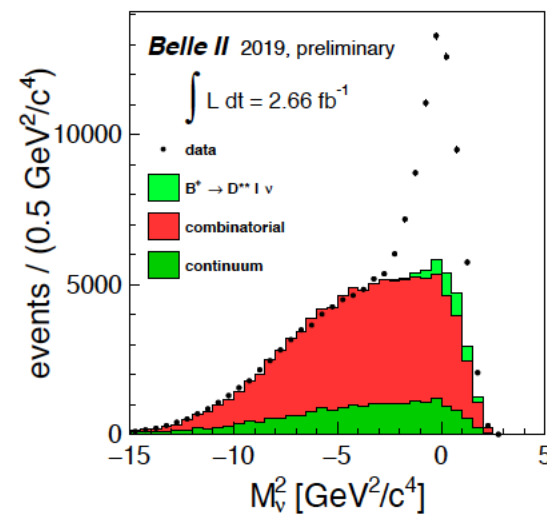 Belle II 2019, preliminary
∫ L dt = 2.66 fb⁻¹
data
B⁺ → D** l ν
combinatorial
continuum
events / (0.5 GeV²/c⁴)
10000
5000
0
−15 −10 −5 0 5
M²ᵥ [GeV²/c⁴]